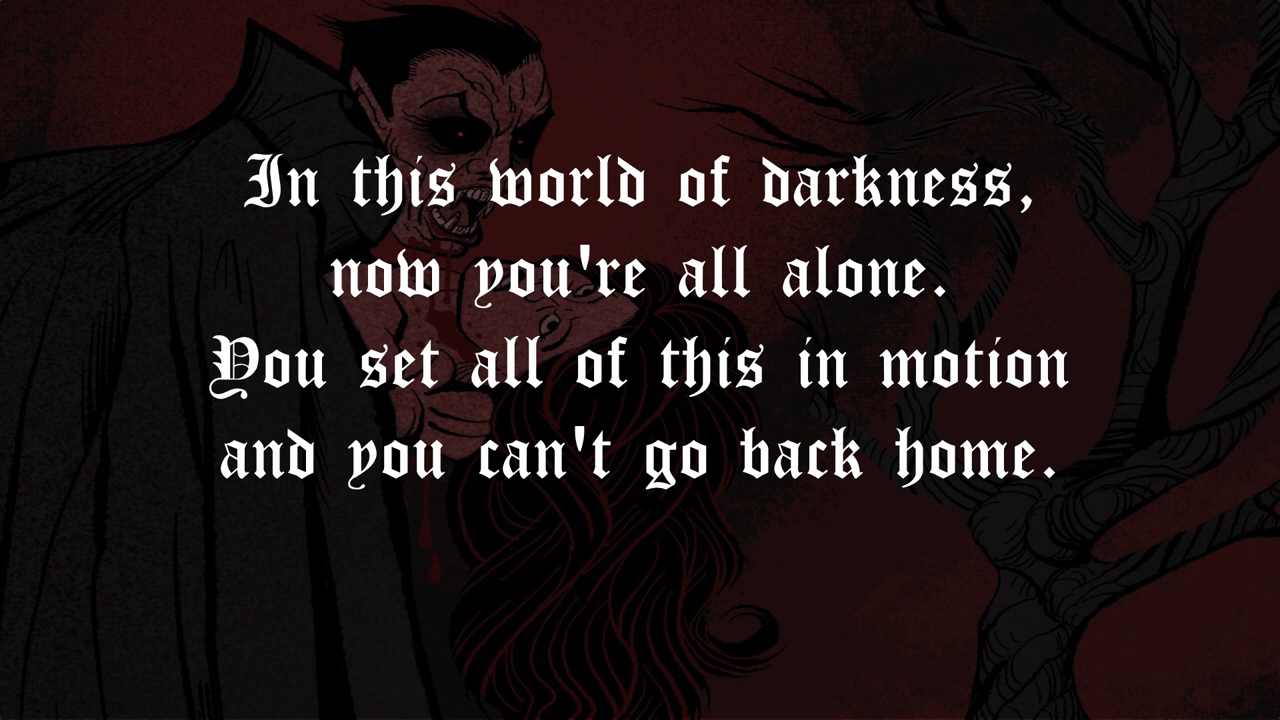 In this world of darkness,
now you're all alone.
You set all of this in motion
and you can't go back home.